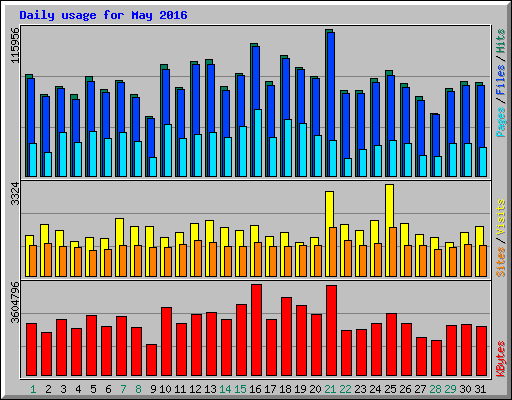 Daily usage for May 2016
115956
Pages / Files / Hits
3324
Sites / Visits
3604796
KBytes
1 2 3 4 5 6 7 8 9 10 11 12 13 14 15 16 17 18 19 20 21 22 23 24 25 26 27 28 29 30 31